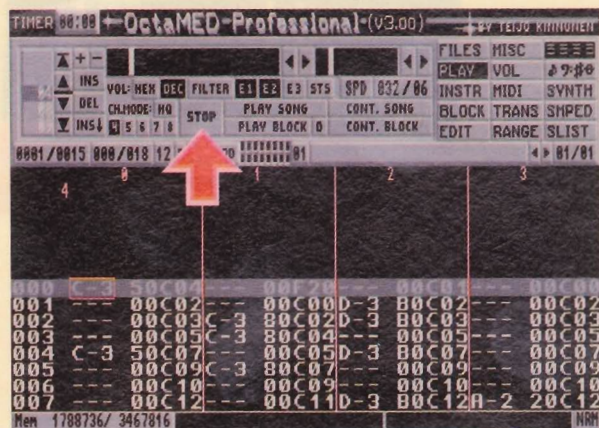 TIMER 00:00 OctaMED Professional (V3.00) BY TEIJO KINNUNEN
FILES MISC
+ -
INS VOL: HEX DEC FILTER E1 E2 E3 STS SPD 032/06
PLAY VOL
DEL CH.MODE: HQ STOP PLAY SONG CONT. SONG
INSTR MIDI SYNTH
INS↓ 4 5 6 7 8 PLAY BLOCK 0 CONT. BLOCK
BLOCK TRANS SMPED
EDIT RANGE SLIST
0001/0015 000/018 12 01 01/01
4 0 1 2 3
000 C-3 50C04 --- 00F20 --- 00C01 --- 00C00
001 --- 00C02 --- 00C00 D-3 B0C02 --- 00C02
002 --- 00C03 C-3 80C02 D-3 B0C03 --- 00C03
003 --- 00C05 C-3 80C04 --- 00C05 --- 00C05
004 C-3 50C07 --- 00C05 D-3 B0C07 --- 00C07
005 --- 00C09 C-3 80C07 --- 00C09 --- 00C09
006 --- 00C10 --- 00C09 --- 00C10 --- 00C10
007 --- 00C12 --- 00C11 D-3 B0C12 A-2 20C12
Mem 1788736/ 3467816 NRM